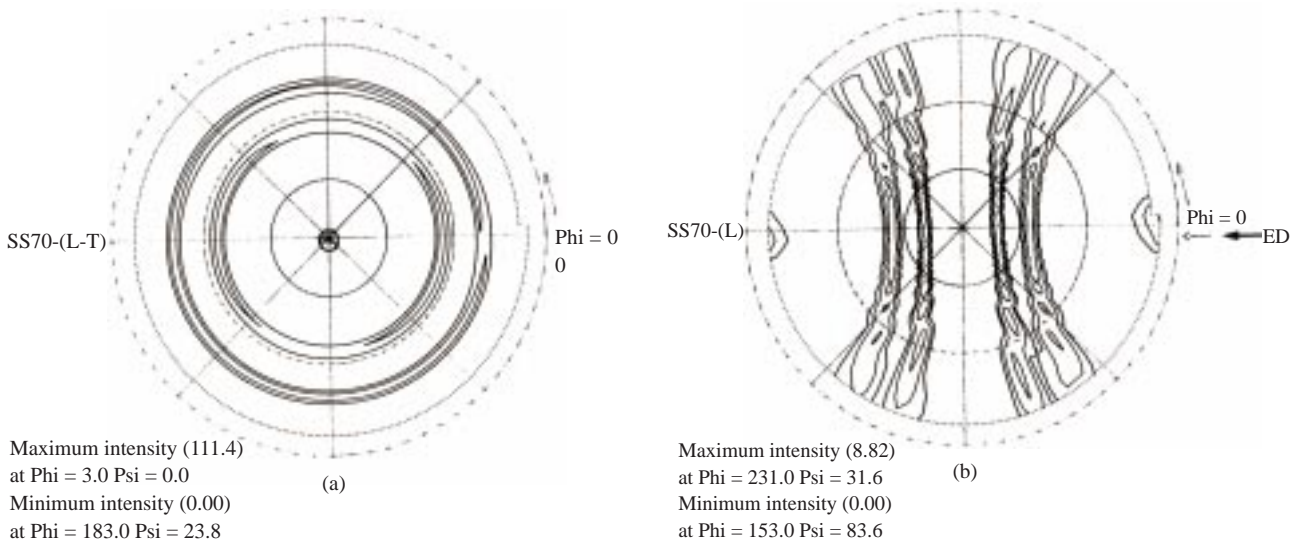 SS70-(L-T)
Phi = 0
0
Maximum intensity (111.4)
at Phi = 3.0 Psi = 0.0
Minimum intensity (0.00)
at Phi = 183.0 Psi = 23.8
(a)
SS70-(L)
Phi = 0
ED
Maximum intensity (8.82)
at Phi = 231.0 Psi = 31.6
Minimum intensity (0.00)
at Phi = 153.0 Psi = 83.6
(b)